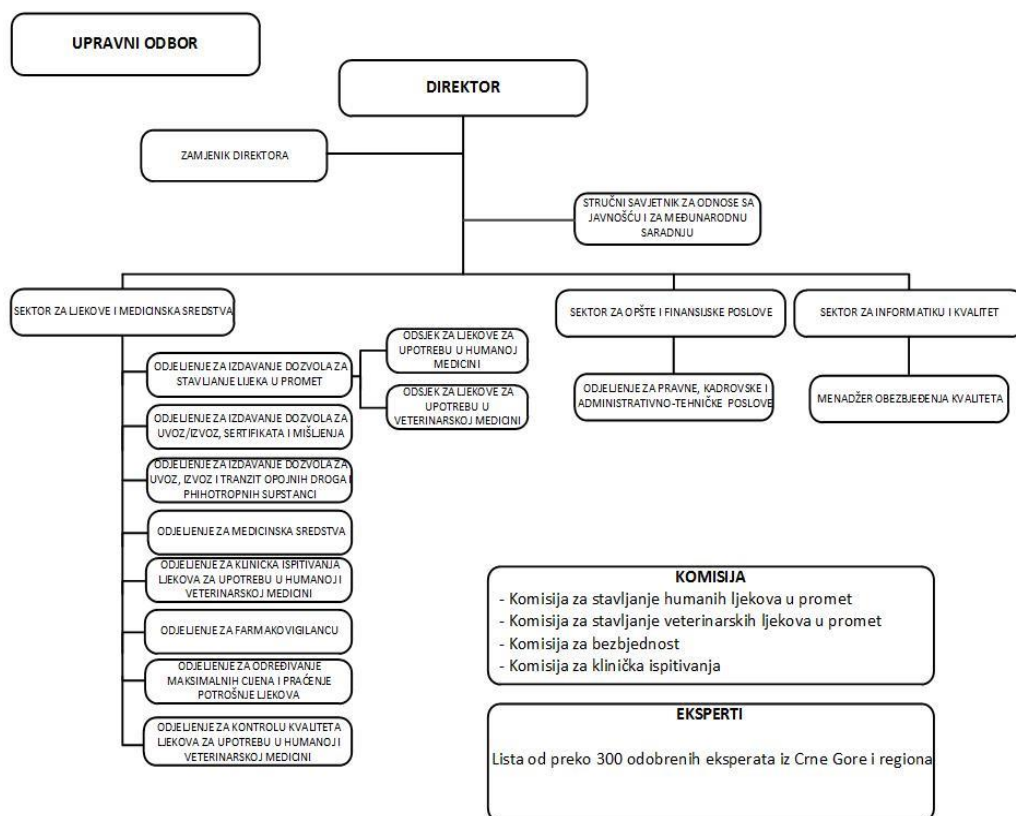 UPRAVNI ODBOR
DIREKTOR
ZAMJENIK DIREKTORA
STRUČNI SAVJETNIK ZA ODNOSE SA
JAVNOŠĆU I ZA MEĐUNARODNU
SARADNJU
SEKTOR ZA LJEKOVE I MEDICINSKA SREDSTVA
SEKTOR ZA OPŠTE I FINANSIJSKE POSLOVE
SEKTOR ZA INFORMATIKU I KVALITET
ODJELJENJE ZA IZDAVANJE DOZVOLA ZA
STAVLJANJE LIJEKA U PROMET
ODSJEK ZA LJEKOVE ZA
UPOTREBU U HUMANOJ
MEDICINI
ODSJEK ZA LJEKOVE ZA
UPOTREBU U
VETERINARSKOJ MEDICINI
ODJELJENJE ZA PRAVNE, KADROVSKE I
ADMINISTRATIVNO-TEHNIČKE POSLOVE
MENADŽER OBEZBJEĐENJA KVALITETA
ODJELJENJE ZA IZDAVANJE DOZVOLA ZA
UVOZ/IZVOZ, SERTIFIKATA I MIŠLJENJA
ODJELJENJE ZA IZDAVANJE DOZVOLA ZA
UVOZ, IZVOZ I TRANZIT OPOJNIH DROGA I
PHIHOTROPNIH SUPSTANCI
ODJELJENJE ZA MEDICINSKA SREDSTVA
ODJELJENJE ZA KLINIČKA ISPITIVANJA
LJEKOVA ZA UPOTREBU U HUMANOJ I
VETERINARSKOJ MEDICINI
ODJELJENJE ZA FARMAKOVIGILANCU
ODJELJENJE ZA ODREĐIVANJE
MAKSIMALNIH CIJENA I PRAĆENJE
POTROŠNJE LJEKOVA
ODJELJENJE ZA KONTROLU KVALITETA
LJEKOVA ZA UPOTREBU U HUMANOJ I
VETERINARSKOJ MEDICINI
KOMISIJA
- Komisija za stavljanje humanih ljekova u promet
- Komisija za stavljanje veterinarskih ljekova u promet
- Komisija za bezbjednost
- Komisija za klinička ispitivanja
EKSPERTI
Lista od preko 300 odobrenih eksperata iz Crne Gore i regiona